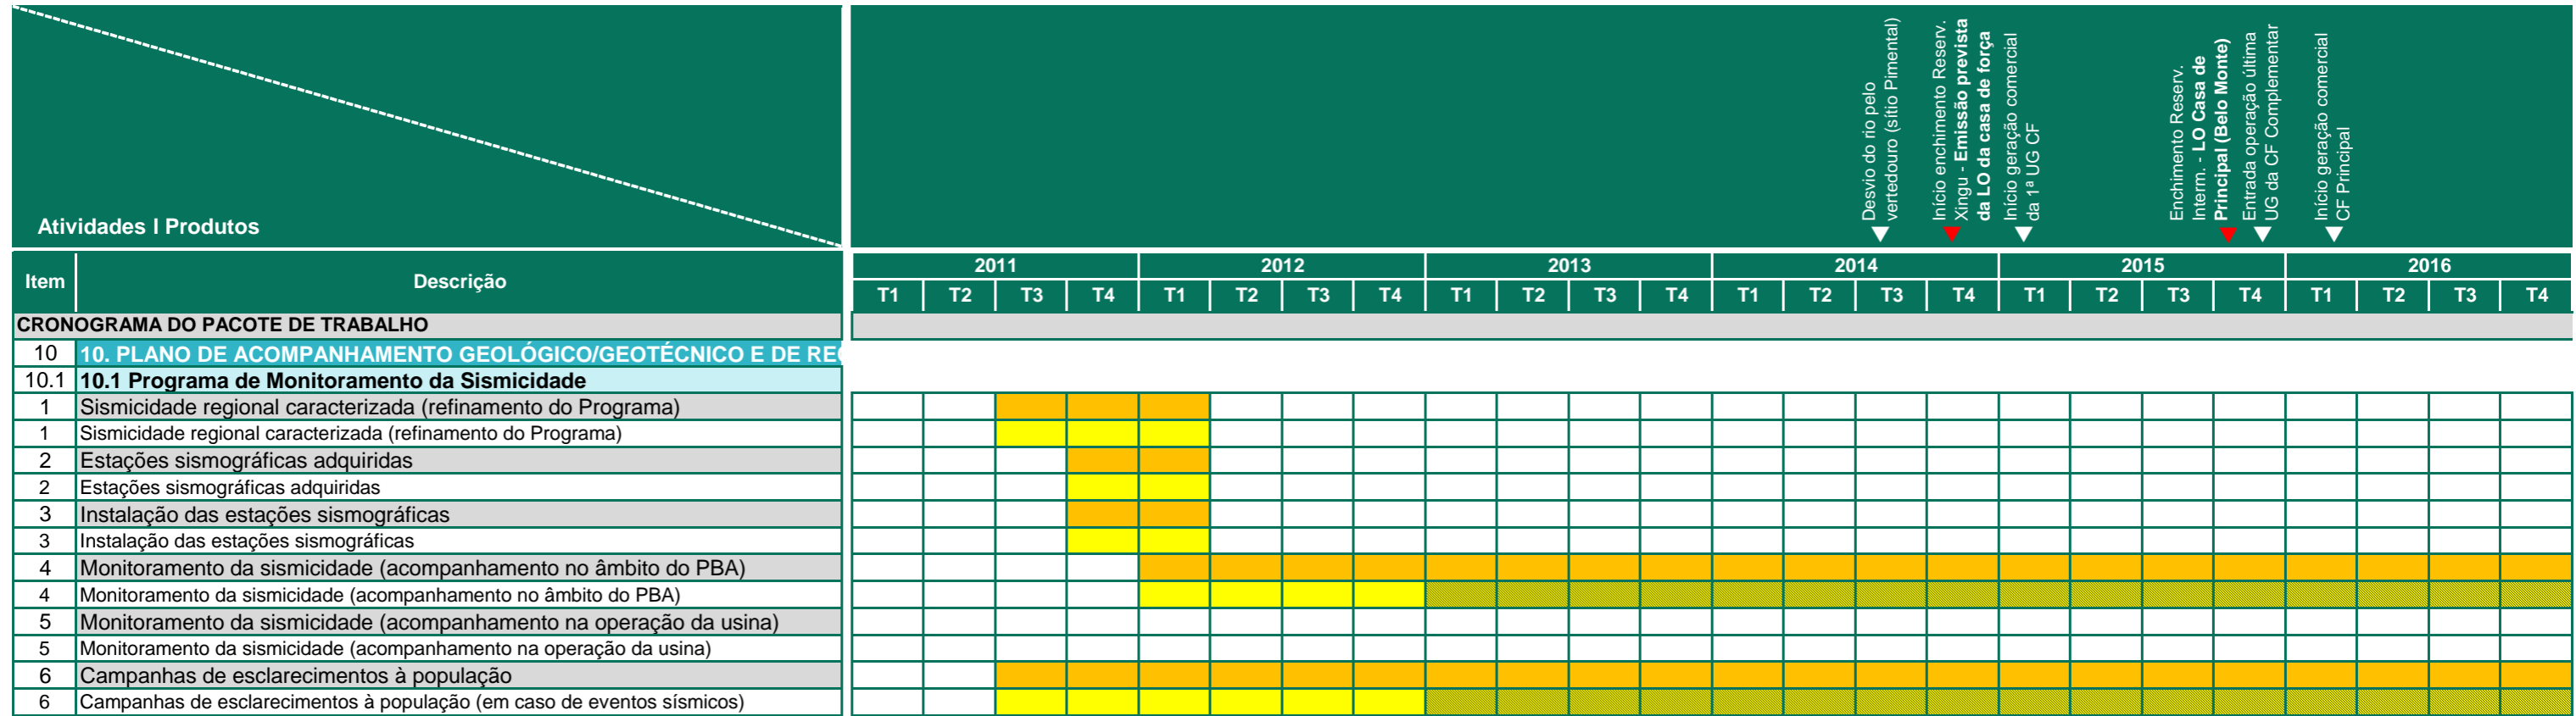 Desvio do rio pelo
vertedouro (sítio Pimental)
Início enchimento Reserv.
Xingu - Emissão prevista
da LO da casa de força
Início geração comercial
da 1ª UG CF
Enchimento Reserv.
Interm. - LO Casa de
Principal (Belo Monte)
Entrada operação última
UG da CF Complementar
Início geração comercial
CF Principal
Atividades I Produtos
Item Descrição 2011 2012 2013 2014 2015 2016
T1 T2 T3 T4 T1 T2 T3 T4 T1 T2 T3 T4 T1 T2 T3 T4 T1 T2 T3 T4 T1 T2 T3 T4
CRONOGRAMA DO PACOTE DE TRABALHO
10 10. PLANO DE ACOMPANHAMENTO GEOLÓGICO/GEOTÉCNICO E DE
10.1 10.1 Programa de Monitoramento da Sismicidade
1 Sismicidade regional caracterizada (refinamento do Programa)
1 Sismicidade regional caracterizada (refinamento do Programa)
2 Estações sismográficas adquiridas
2 Estações sismográficas adquiridas
3 Instalação das estações sismográficas
3 Instalação das estações sismográficas
4 Monitoramento da sismicidade (acompanhamento no âmbito do PBA)
4 Monitoramento da sismicidade (acompanhamento no âmbito do PBA)
5 Monitoramento da sismicidade (acompanhamento na operação da usina)
5 Monitoramento da sismicidade (acompanhamento na operação da usina)
6 Campanhas de esclarecimentos à população
6 Campanhas de esclarecimentos à população (em caso de eventos sísmicos)